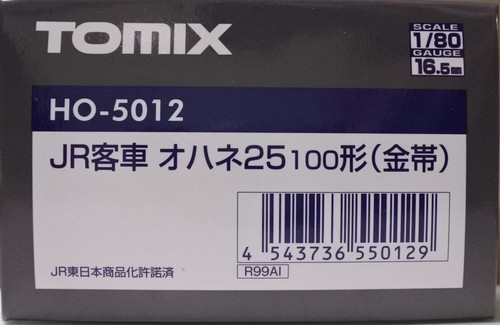 TOMIX
SCALE
1/80
GAUGE
16.5mm
HO-5012
JR客車 オハネ25100形(金帯)
4 543736 550129
JR東日本商品化許諾済
R99AI